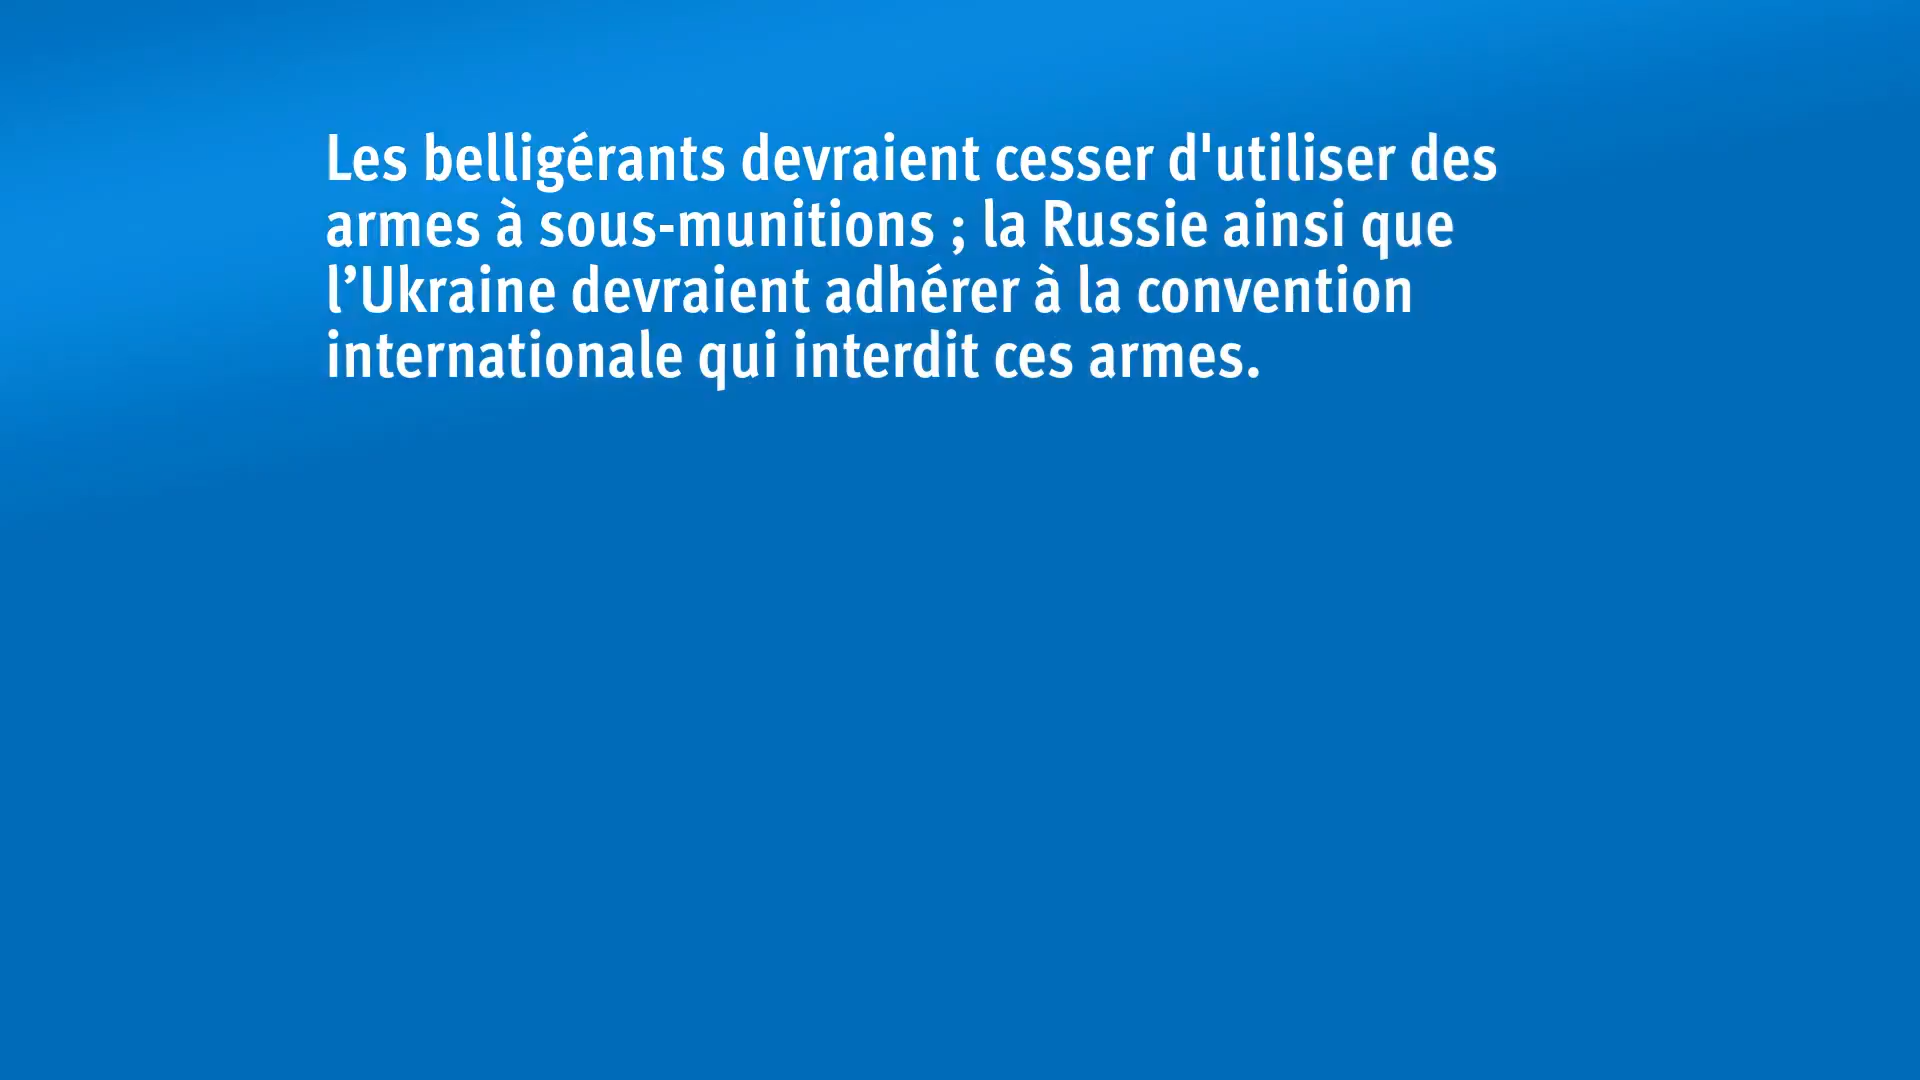 Les belligérants devraient cesser d'utiliser des
armes à sous-munitions ; la Russie ainsi que
l’Ukraine devraient adhérer à la convention
internationale qui interdit ces armes.